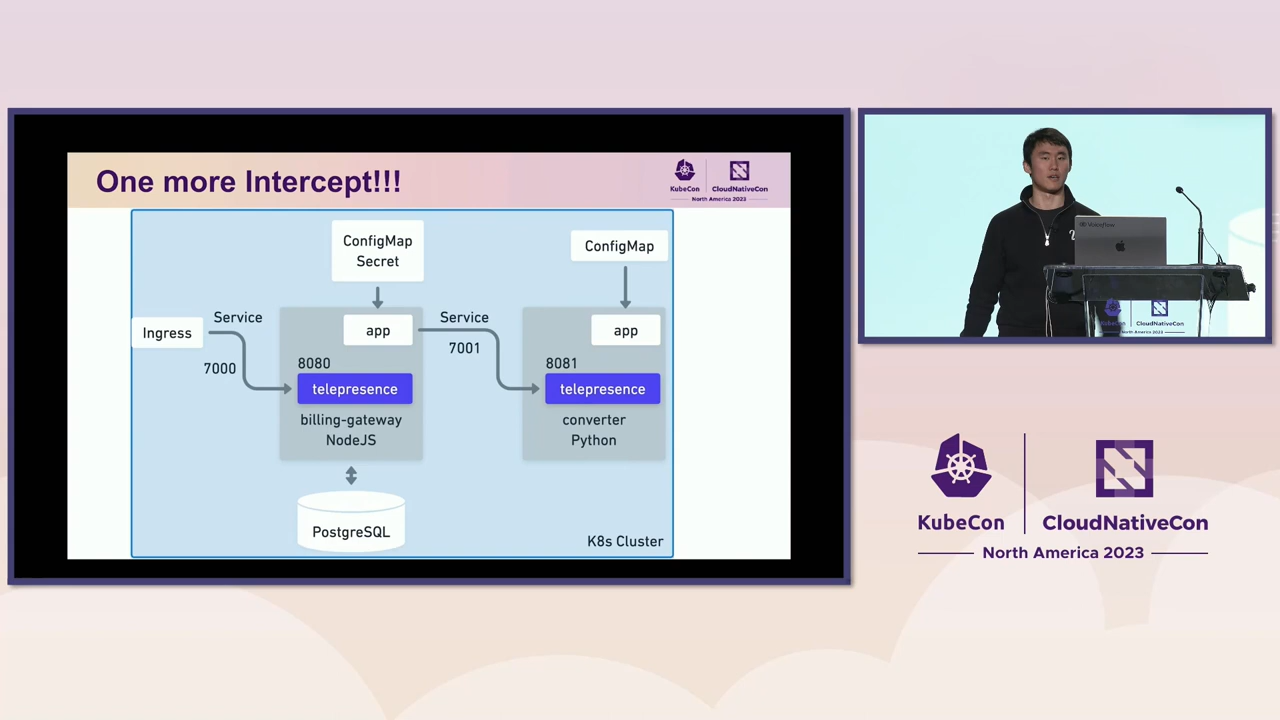 One more Intercept!!!
KubeCon
CloudNativeCon
North America 2023
ConfigMap
Secret
ConfigMap
Ingress
Service
7000
app
8080
telepresence
billing-gateway
NodeJS
Service
7001
app
8081
telepresence
converter
Python
PostgreSQL
K8s Cluster
KubeCon
CloudNativeCon
North America 2023